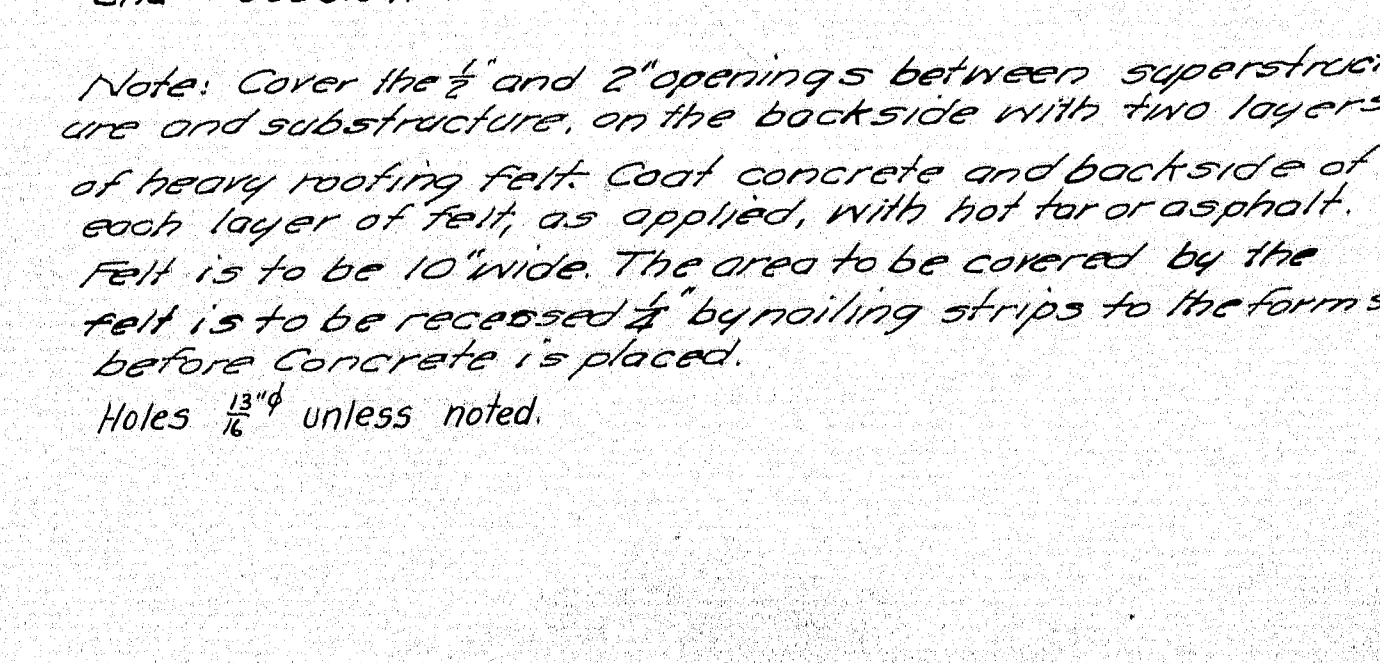 Note: Cover the 1/2" and 2" openings between superstruct
ure and substructure, on the backside with two layers
of heavy roofing felt. Coat concrete and backside of
each layer of felt, as applied, with hot tar or asphalt.
Felt is to be 10" wide. The area to be covered by the
felt is to be recessed 1/4" by nailing strips to the forms
before Concrete is placed.
Holes 13/16"ϕ unless noted.